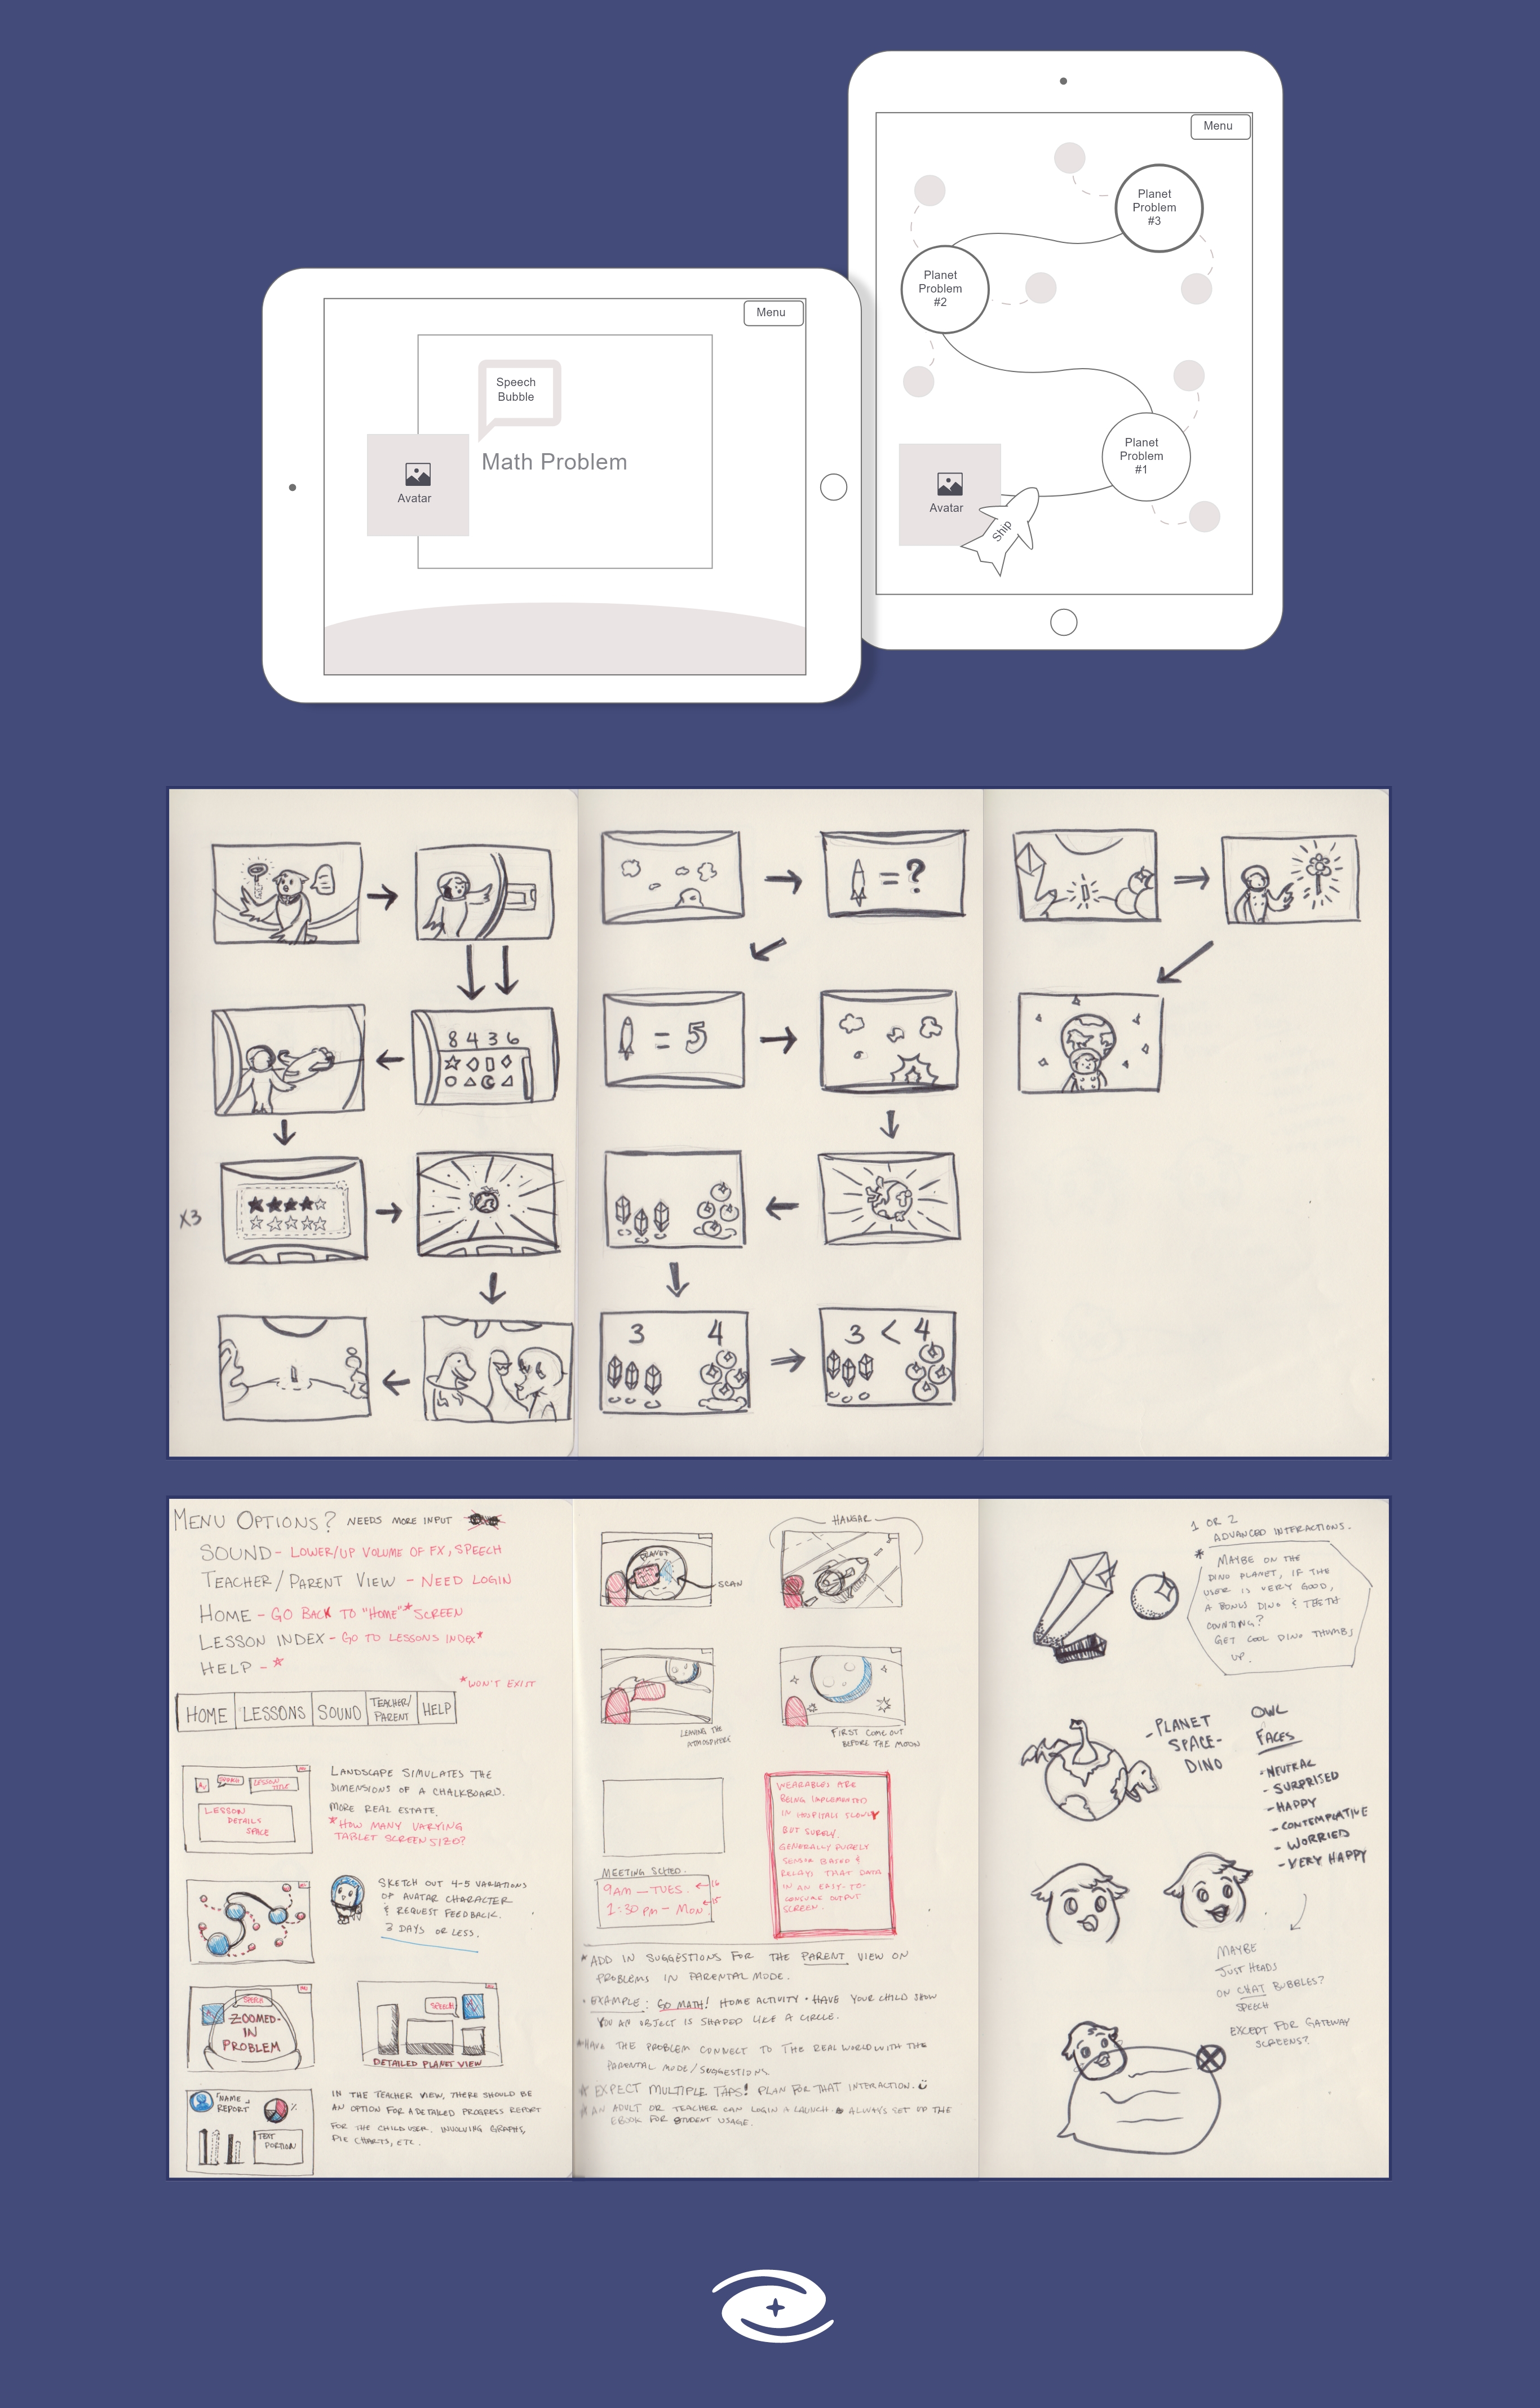 Menu
Planet
Problem
#3
Planet
Problem
#2
Planet
Problem
#1
Avatar
Ship
Menu
Speech
Bubble
Math Problem
Avatar
8 4 3 6
X3
= ?
= 5
3 4
3 < 4
MENU OPTIONS? NEEDS MORE INPUT
SOUND - LOWER/UP VOLUME OF FX, SPEECH
TEACHER/PARENT VIEW - NEED LOGIN
HOME - GO BACK TO "HOME"* SCREEN
LESSON INDEX - GO TO LESSONS INDEX*
HELP - *
*WON'T EXIST
HOME LESSONS SOUND TEACHER/ PARENT HELP
SPEECH LESSON TITLE
LESSON
DETAILS
SPACE
LANDSCAPE SIMULATES THE
DIMENSIONS OF A CHALKBOARD.
MORE REAL ESTATE.
*HOW MANY VARYING
TABLET SCREEN SIZED?
SKETCH OUT 4-5 VARIATIONS
OF AVATAR CHARACTER
& REQUEST FEEDBACK.
3 DAYS OR LESS.
SPEECH
ZOOMED-
IN
PROBLEM
SPEECH
DETAILED PLANET VIEW
"NAME"
REPORT
%
TEXT
PORTION
IN THE TEACHER VIEW, THERE SHOULD BE
AN OPTION FOR A DETAILED PROGRESS REPORT
FOR THE CHILD USER. INVOLVING GRAPHS,
PIE CHARTS, ETC.
PLANET
SCAN
HANGAR
LEAVING THE
ATMOSPHERE
FIRST COME OUT
BEFORE THE MOON
WEARABLES ARE
BEING IMPLEMENTED
IN HOSPITALS SLOWLY
BUT SURELY.
GENERALLY PURELY
SENSOR BASED &
RELAYS THAT DATA
IN AN EASY-TO-
CONSUME OUTPUT
SCREEN.
MEETING SCHED.
9AM — TUES. ← 16
1:30 PM — MON ← 15
*ADD IN SUGGESTIONS FOR THE PARENT VIEW ON
PROBLEMS IN PARENTAL MODE.
• EXAMPLE: GO MATH! HOME ACTIVITY • HAVE YOUR CHILD SHOW
YOU AN OBJECT IS SHAPED LIKE A CIRCLE.
*HAVE THE PROBLEM CONNECT TO THE REAL WORLD WITH THE
PARENTAL MODE/SUGGESTIONS
* EXPECT MULTIPLE TAPS! PLAN FOR THAT INTERACTION.
* AN ADULT OR TEACHER CAN LOGIN & LAUNCH & ALWAYS SET UP THE
EBOOK FOR STUDENT USAGE.
1 OR 2
ADVANCED INTERACTIONS.
* MAYBE ON THE
DINO PLANET, IF THE
USER IS VERY GOOD,
A BONUS DINO & TEETH
COUNTING?
GET COOL DINO THUMBS
UP.
- PLANET
SPACE-
DINO
OWL
FACES
- NEUTRAL
- SURPRISED
- HAPPY
- CONTEMPLATIVE
- WORRIED
- VERY HAPPY
MAYBE
JUST HEADS
ON CHAT BUBBLES?
SPEECH
EXCEPT FOR GATEWAY
SCREENS?